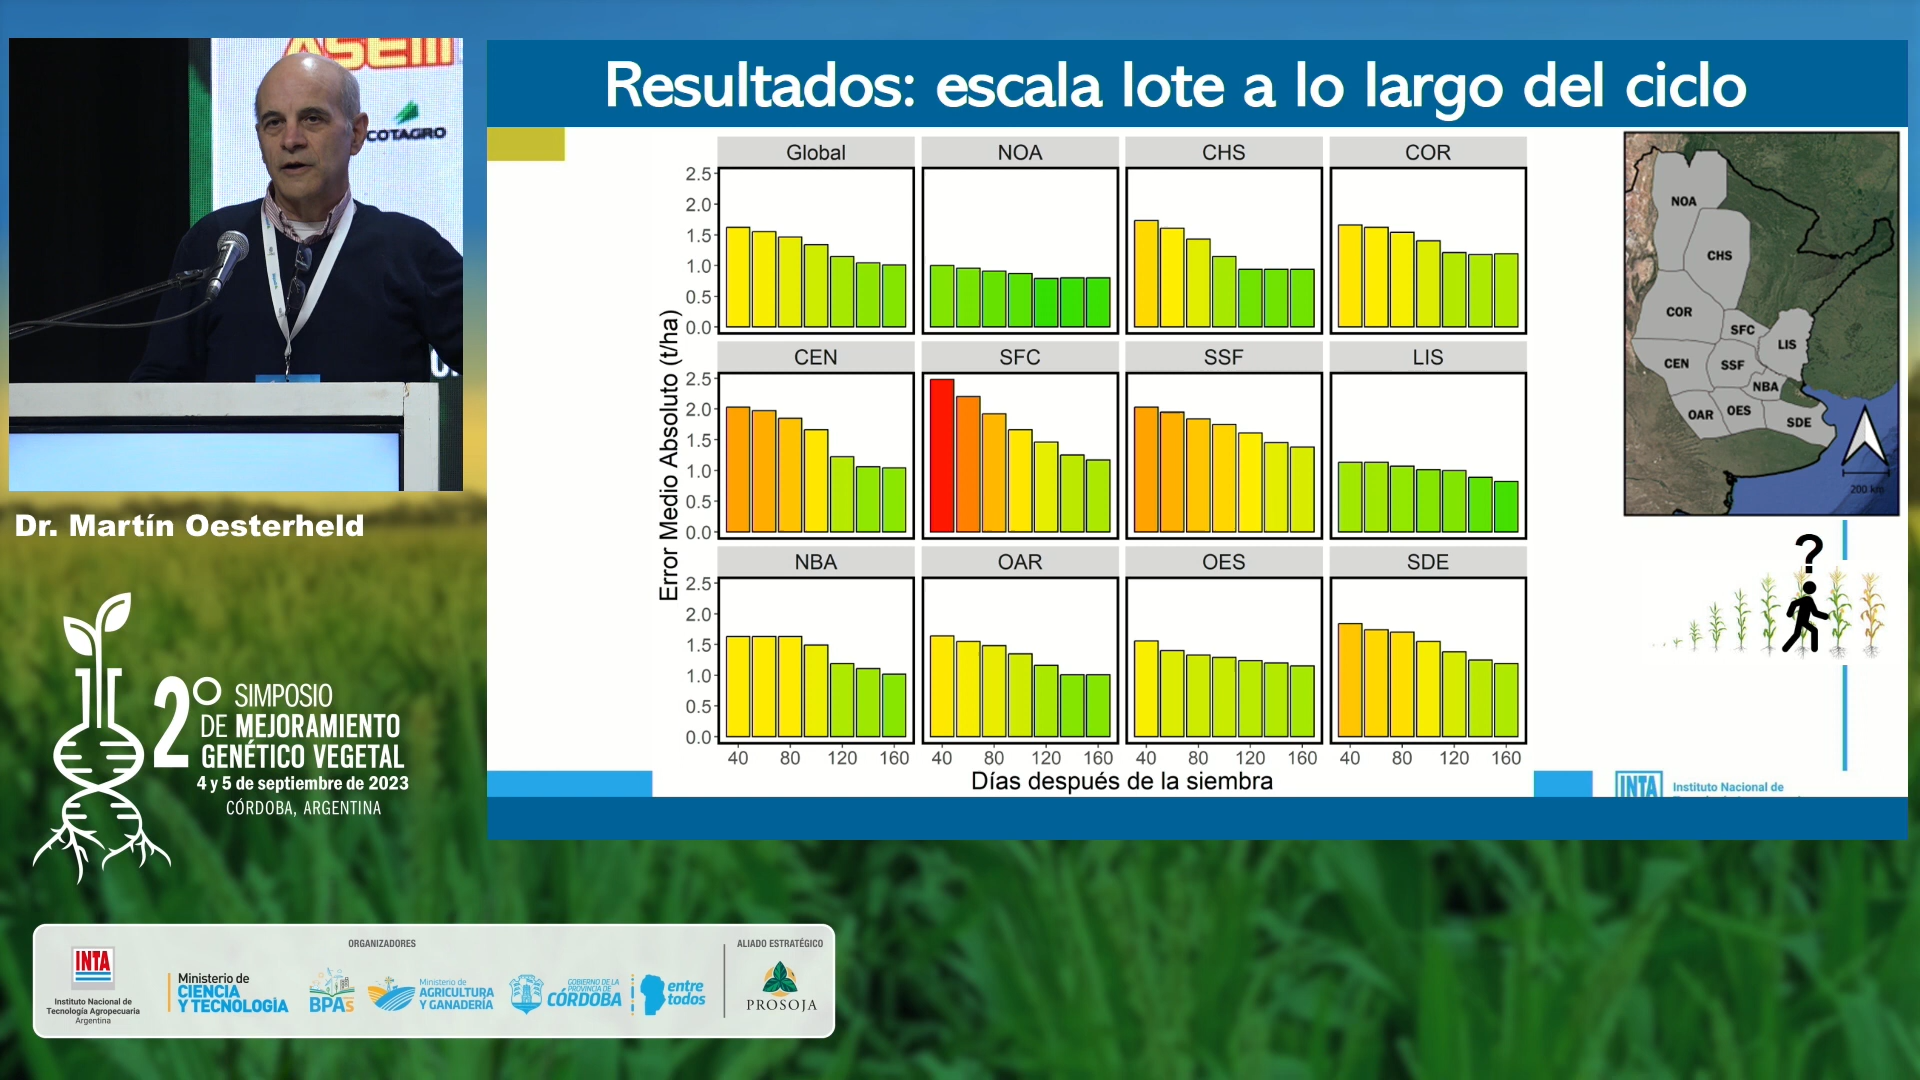 ASEM
COTAGRO
Dr. Martín Oesterheld
2° SIMPOSIO
DE MEJORAMIENTO
GENÉTICO VEGETAL
4 y 5 de septiembre de 2023
CÓRDOBA, ARGENTINA
Resultados: escala lote a lo largo del ciclo
Global NOA CHS COR
2.5
2.0
1.5
1.0
0.5
0.0
CEN SFC SSF LIS
2.5
2.0
1.5
1.0
0.5
0.0
NBA OAR OES SDE
2.5
2.0
1.5
1.0
0.5
0.0
40 80 120 160 40 80 120 160 40 80 120 160 40 80 120 160
Error Medio Absoluto (t/ha)
Días después de la siembra
NOA
CHS
COR
SFC
LIS
CEN
SSF
NBA
OAR
OES
SDE
200 km
?
INTA
Instituto Nacional de
ORGANIZADORES
ALIADO ESTRATÉGICO
INTA
Instituto Nacional de
Tecnología Agropecuaria
Argentina
Ministerio de
CIENCIA
Y TECNOLOGÍA
BPAs
Ministerio de
AGRICULTURA
Y GANADERÍA
GOBIERNO DE LA
PROVINCIA DE
CÓRDOBA
entre
todos
PROSOJA